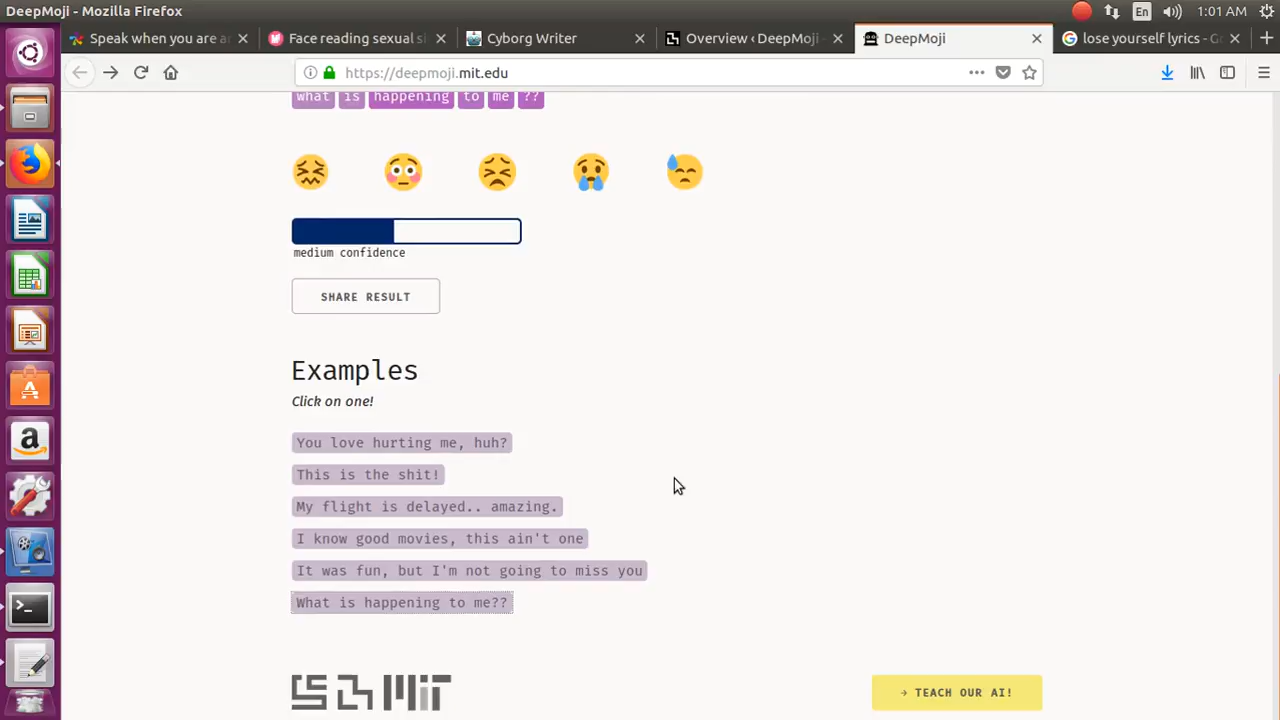 DeepMoji - Mozilla Firefox
En
1:01 AM
Speak when you are a
Face reading sexual s
Cyborg Writer
Overview ‹ DeepMoji -
DeepMoji
lose yourself lyrics - G
https://deepmoji.mit.edu
what is happening to me ??
medium confidence
SHARE RESULT
Examples
Click on one!
You love hurting me, huh?
This is the shit!
My flight is delayed.. amazing.
I know good movies, this ain't one
It was fun, but I'm not going to miss you
What is happening to me??
MIT
→ TEACH OUR AI!